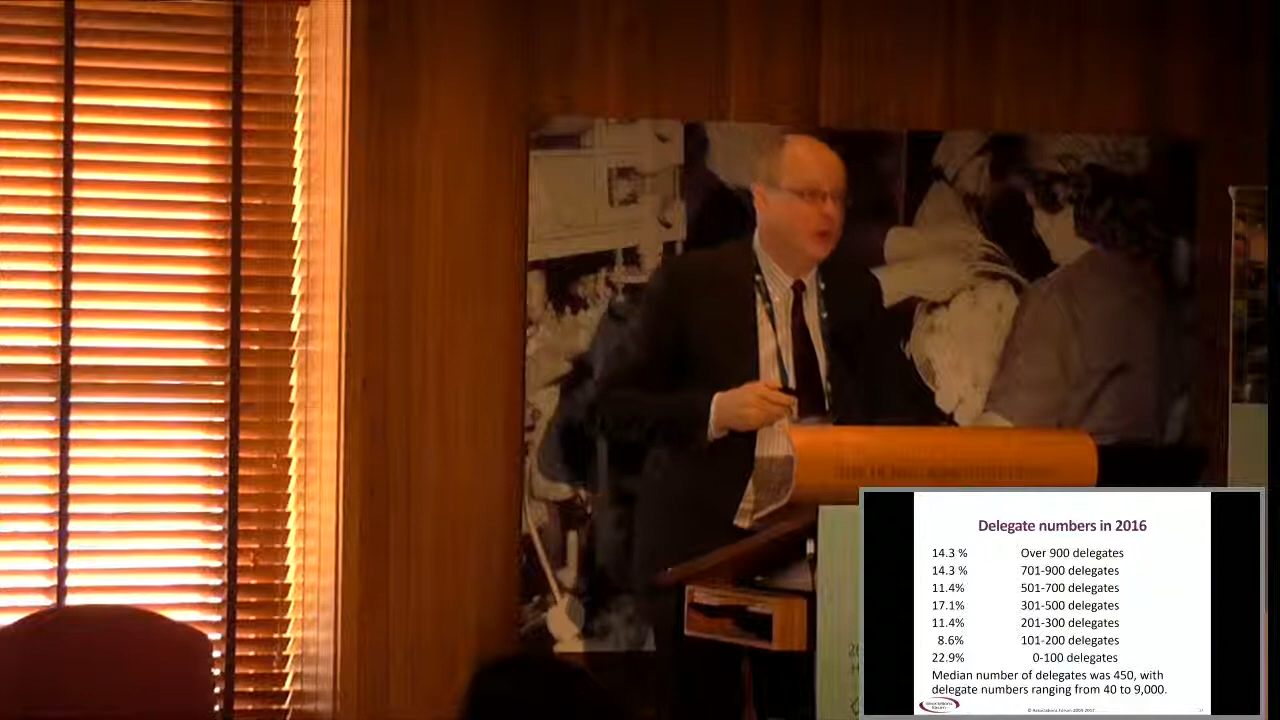 Delegate numbers in 2016
14.3 % Over 900 delegates
14.3 % 701-900 delegates
11.4% 501-700 delegates
17.1% 301-500 delegates
11.4% 201-300 delegates
8.6% 101-200 delegates
22.9% 0-100 delegates
Median number of delegates was 450, with
delegate numbers ranging from 40 to 9,000.